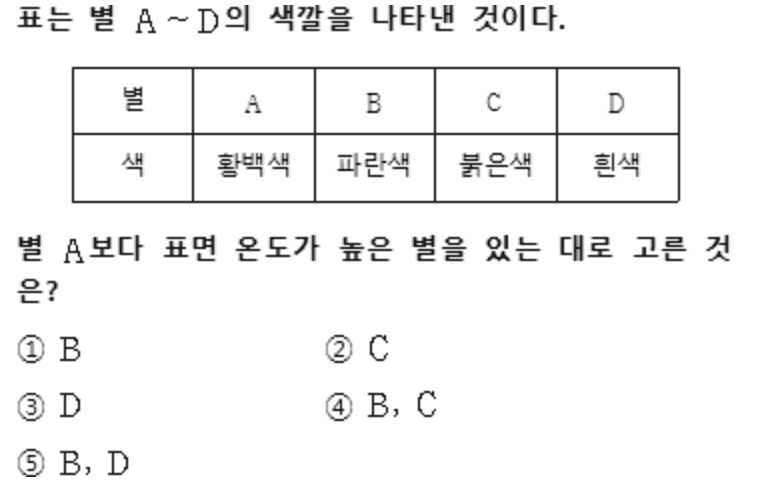 표는 별 A ~ D의 색깔을 나타낸 것이다.
별 A B C D
색 황백색 파란색 붉은색 흰색
별 A보다 표면 온도가 높은 별을 있는 대로 고른 것
은?
① B ② C
③ D ④ B, C
⑤ B, D